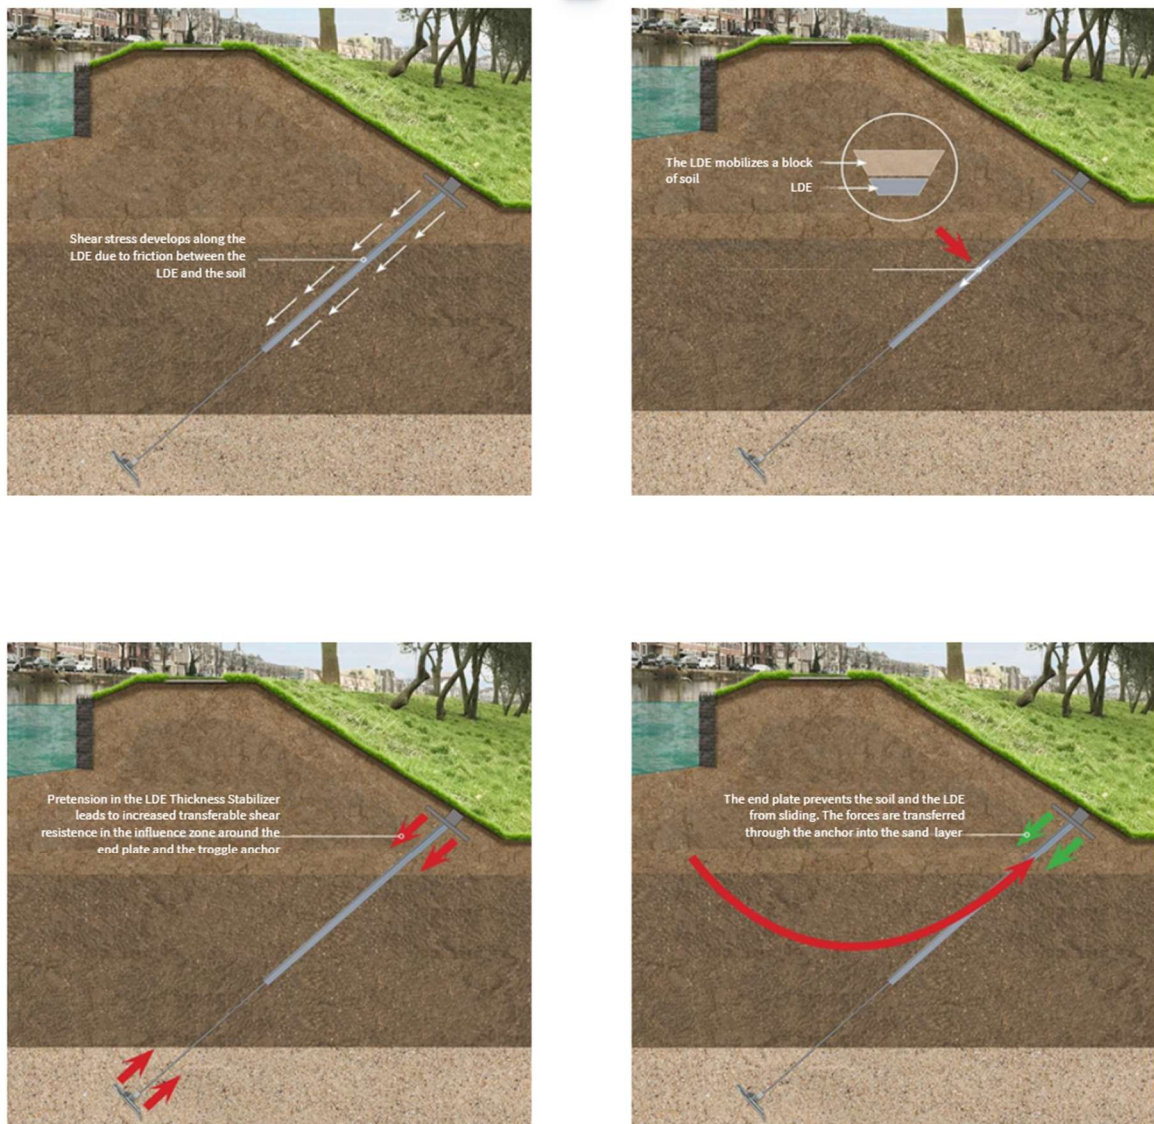 Shear stress develops along the
LDE due to friction between the
LDE and the soil
The LDE mobilizes a block
of soil
LDE
Pretension in the LDE Thickness Stabilizer
leads to increased transferable shear
resistence in the influence zone around the
end plate and the troggle anchor
The end plate prevents the soil and the LDE
from sliding. The forces are transferred
through the anchor into the sand layer